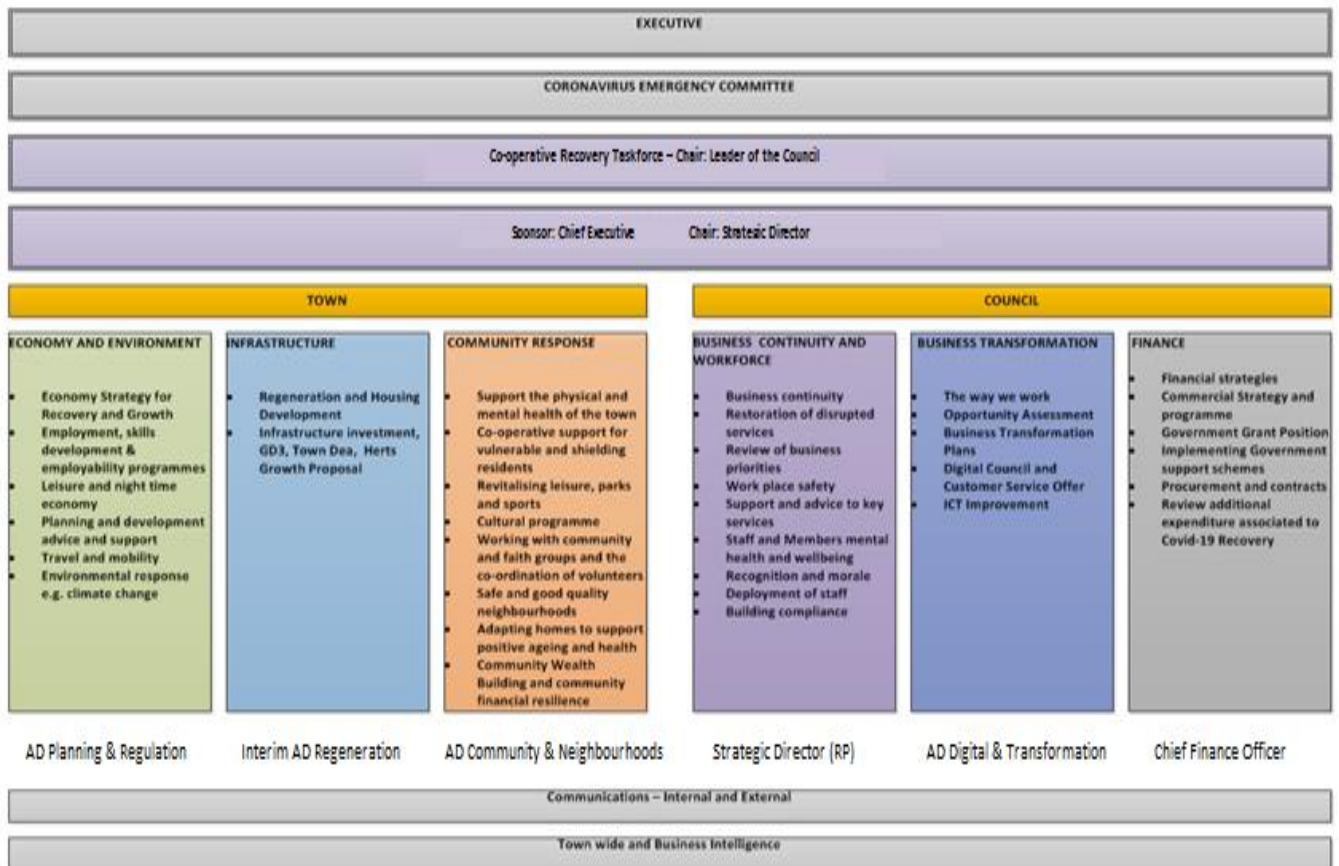 EXECUTIVE
CORONAVIRUS EMERGENCY COMMITTEE
Co-operative Recovery Taskforce – Chair: Leader of the Council
Sponsor: Chief Executive Chair: Strategic Director
TOWN
COUNCIL
ECONOMY AND ENVIRONMENT
• Economy Strategy for
Recovery and Growth
• Employment, skills
development &
employability programmes
• Leisure and night time
economy
• Planning and development
advice and support
• Travel and mobility
• Environmental response
e.g. climate change
INFRASTRUCTURE
• Regeneration and Housing
Development
• Infrastructure investment,
GD3, Town Dea, Herts
Growth Proposal
COMMUNITY RESPONSE
• Support the physical and
mental health of the town
• Co-operative support for
vulnerable and shielding
residents
• Revitalising leisure, parks
and sports
• Cultural programme
• Working with community
and faith groups and the
co-ordination of volunteers
• Safe and good quality
neighbourhoods
• Adapting homes to support
positive ageing and health
• Community Wealth
Building and community
financial resilience
BUSINESS CONTINUITY AND
WORKFORCE
• Business continuity
• Restoration of disrupted
services
• Review of business
priorities
• Work place safety
• Support and advice to key
services
• Staff and Members mental
health and wellbeing
• Recognition and morale
• Deployment of staff
• Building compliance
BUSINESS TRANSFORMATION
• The way we work
• Opportunity Assessment
• Business Transformation
Plans
• Digital Council and
Customer Service Offer
• ICT Improvement
FINANCE
• Financial strategies
• Commercial Strategy and
programme
• Government Grant Position
• Implementing Government
support schemes
• Procurement and contracts
• Review additional
expenditure associated to
Covid-19 Recovery
AD Planning & Regulation
Interim AD Regeneration
AD Community & Neighbourhoods
Strategic Director (RP)
AD Digital & Transformation
Chief Finance Officer
Communications – Internal and External
Town wide and Business Intelligence